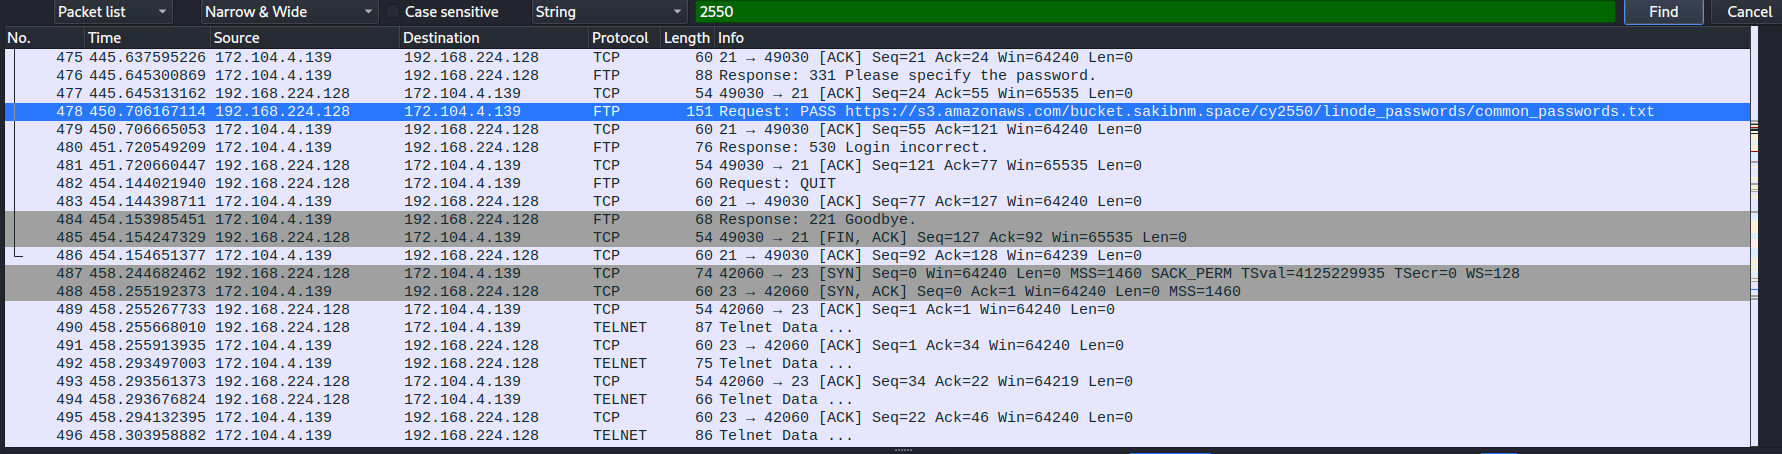 Packet list Narrow & Wide Case sensitive String 2550 Find Cancel
No. Time Source Destination Protocol Length Info
475 445.637595226 172.104.4.139 192.168.224.128 TCP 60 21 → 49030 [ACK] Seq=21 Ack=24 Win=64240 Len=0
476 445.645300869 172.104.4.139 192.168.224.128 FTP 88 Response: 331 Please specify the password.
477 445.645313162 192.168.224.128 172.104.4.139 TCP 54 49030 → 21 [ACK] Seq=24 Ack=55 Win=65535 Len=0
478 450.706167114 192.168.224.128 172.104.4.139 FTP 151 Request: PASS https://s3.amazonaws.com/bucket.sakibnm.space/cy2550/linode_passwords/common_passwords.txt
479 450.706665053 172.104.4.139 192.168.224.128 TCP 60 21 → 49030 [ACK] Seq=55 Ack=121 Win=64240 Len=0
480 451.720549209 172.104.4.139 192.168.224.128 FTP 76 Response: 530 Login incorrect.
481 451.720660447 192.168.224.128 172.104.4.139 TCP 54 49030 → 21 [ACK] Seq=121 Ack=77 Win=65535 Len=0
482 454.144021940 192.168.224.128 172.104.4.139 FTP 60 Request: QUIT
483 454.144398711 172.104.4.139 192.168.224.128 TCP 60 21 → 49030 [ACK] Seq=77 Ack=127 Win=64240 Len=0
484 454.153985451 172.104.4.139 192.168.224.128 FTP 68 Response: 221 Goodbye.
485 454.154247329 192.168.224.128 172.104.4.139 TCP 54 49030 → 21 [FIN, ACK] Seq=127 Ack=92 Win=65535 Len=0
486 454.154651377 172.104.4.139 192.168.224.128 TCP 60 21 → 49030 [ACK] Seq=92 Ack=128 Win=64239 Len=0
487 458.244682462 192.168.224.128 172.104.4.139 TCP 74 42060 → 23 [SYN] Seq=0 Win=64240 Len=0 MSS=1460 SACK_PERM TSval=4125229935 TSecr=0 WS=128
488 458.255192373 172.104.4.139 192.168.224.128 TCP 60 23 → 42060 [SYN, ACK] Seq=0 Ack=1 Win=64240 Len=0 MSS=1460
489 458.255267733 192.168.224.128 172.104.4.139 TCP 54 42060 → 23 [ACK] Seq=1 Ack=1 Win=64240 Len=0
490 458.255668010 192.168.224.128 172.104.4.139 TELNET 87 Telnet Data ...
491 458.255913935 172.104.4.139 192.168.224.128 TCP 60 23 → 42060 [ACK] Seq=1 Ack=34 Win=64240 Len=0
492 458.293497003 172.104.4.139 192.168.224.128 TELNET 75 Telnet Data ...
493 458.293561373 192.168.224.128 172.104.4.139 TCP 54 42060 → 23 [ACK] Seq=34 Ack=22 Win=64219 Len=0
494 458.293676824 192.168.224.128 172.104.4.139 TELNET 66 Telnet Data ...
495 458.294132395 172.104.4.139 192.168.224.128 TCP 60 23 → 42060 [ACK] Seq=22 Ack=46 Win=64240 Len=0
496 458.303958882 172.104.4.139 192.168.224.128 TELNET 86 Telnet Data ...